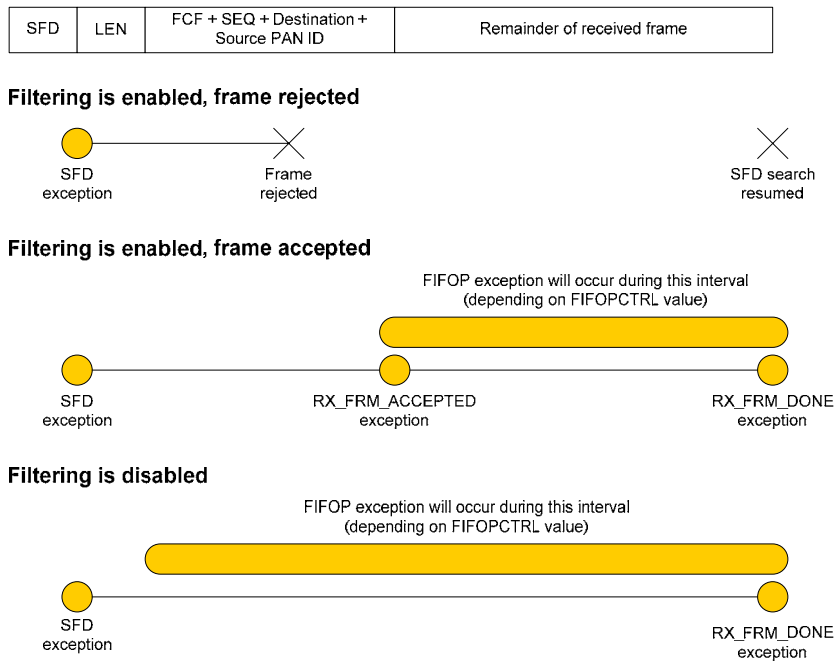 SFD
LEN
FCF + SEQ + Destination +
Source PAN ID
Remainder of received frame
Filtering is enabled, frame rejected
SFD
exception
Frame
rejected
SFD search
resumed
Filtering is enabled, frame accepted
FIFOP exception will occur during this interval
(depending on FIFOPCTRL value)
SFD
exception
RX_FRM_ACCEPTED
exception
RX_FRM_DONE
exception
Filtering is disabled
FIFOP exception will occur during this interval
(depending on FIFOPCTRL value)
SFD
exception
RX_FRM_DONE
exception